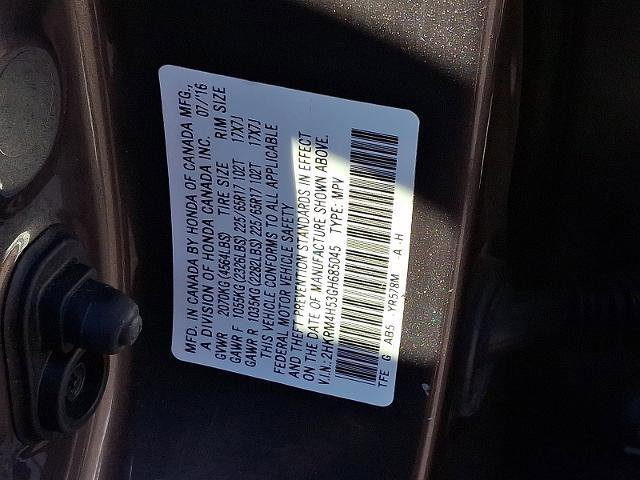 MFD. IN CANADA BY HONDA OF CANADA MFG.,
A DIVISION OF HONDA CANADA INC. 07/16
GVWR 2070KG (4564LBS) TIRE SIZE RIM SIZE
GAWR F 1055KG (2326LBS) 225/65R17 102T 17X7J
GAWR R 1035KG (2282LBS) 225/65R17 102T 17X7J
THIS VEHICLE CONFORMS TO ALL APPLICABLE
FEDERAL MOTOR VEHICLE SAFETY
AND THEFT PREVENTION STANDARDS IN EFFECT
ON THE DATE OF MANUFACTURE SHOWN ABOVE.
V.I.N.: 2HKRM4H53GH685045 TYPE: MPV
TFE G AB5 YR578M A H